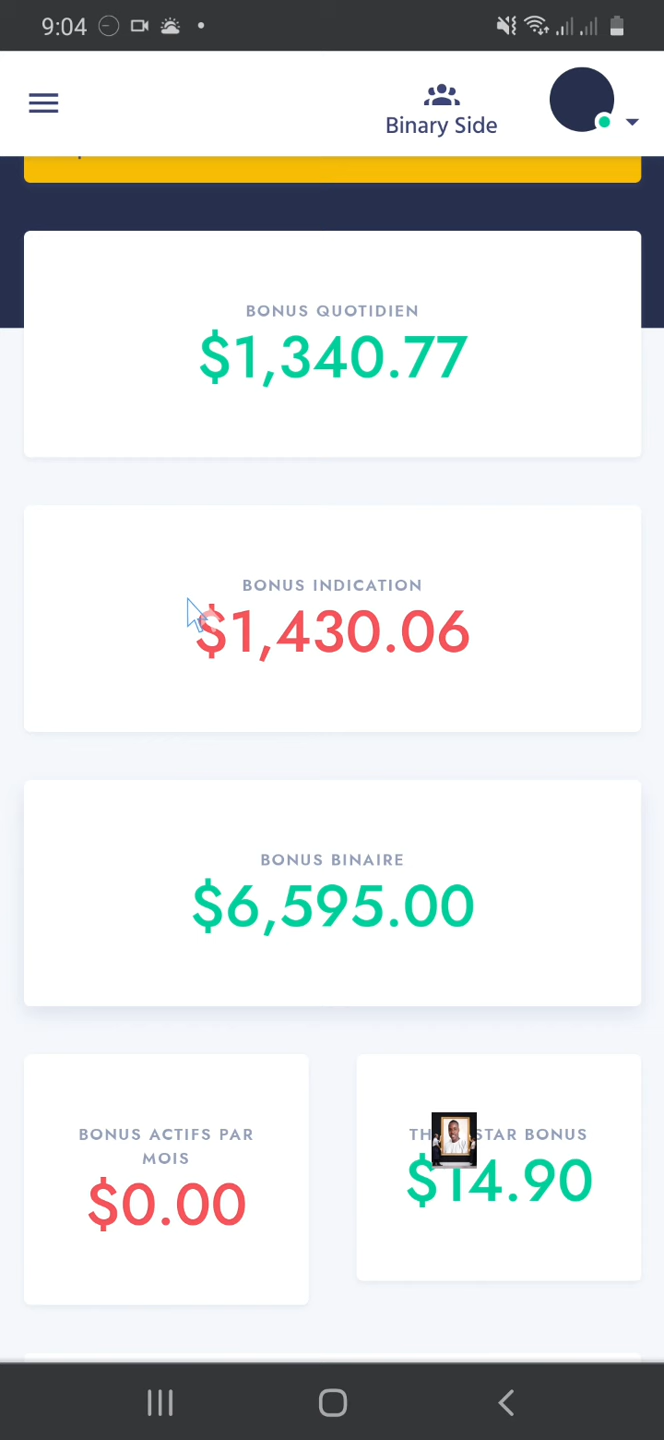 9:04
Binary Side
BONUS QUOTIDIEN
$1,340.77
BONUS INDICATION
$1,430.06
BONUS BINAIRE
$6,595.00
BONUS ACTIFS PAR
MOIS
$0.00
STAR BONUS
$14.90